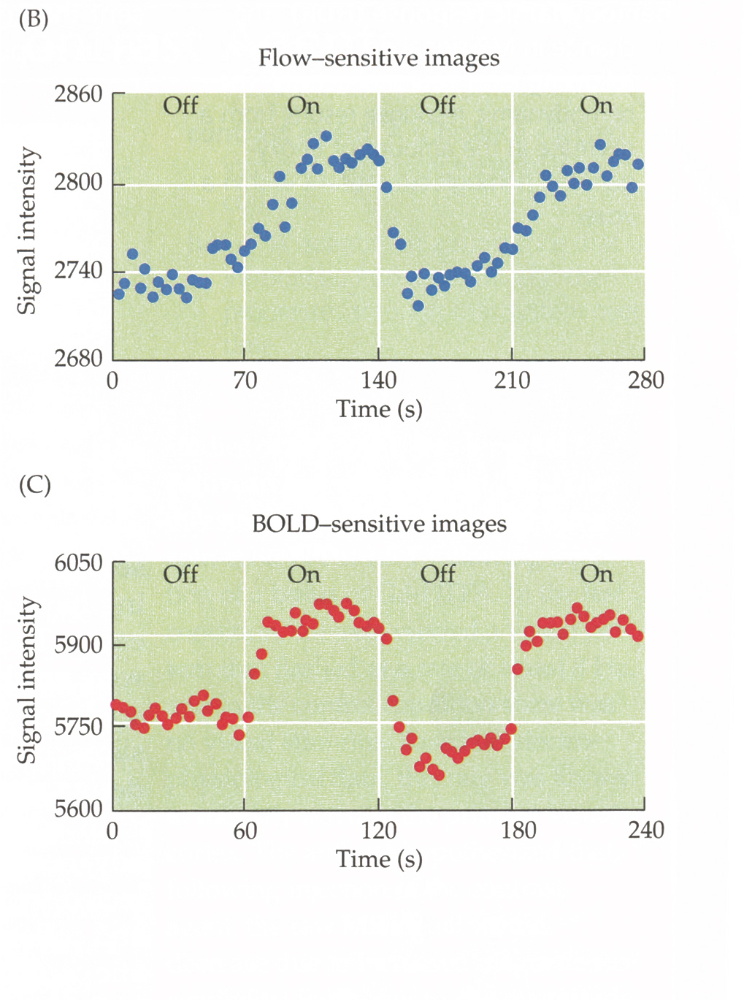 (B)
Flow–sensitive images
Off On Off On
2860
2800
2740
2680
Signal intensity
0 70 140 210 280
Time (s)
(C)
BOLD–sensitive images
Off On Off On
6050
5900
5750
5600
Signal intensity
0 60 120 180 240
Time (s)